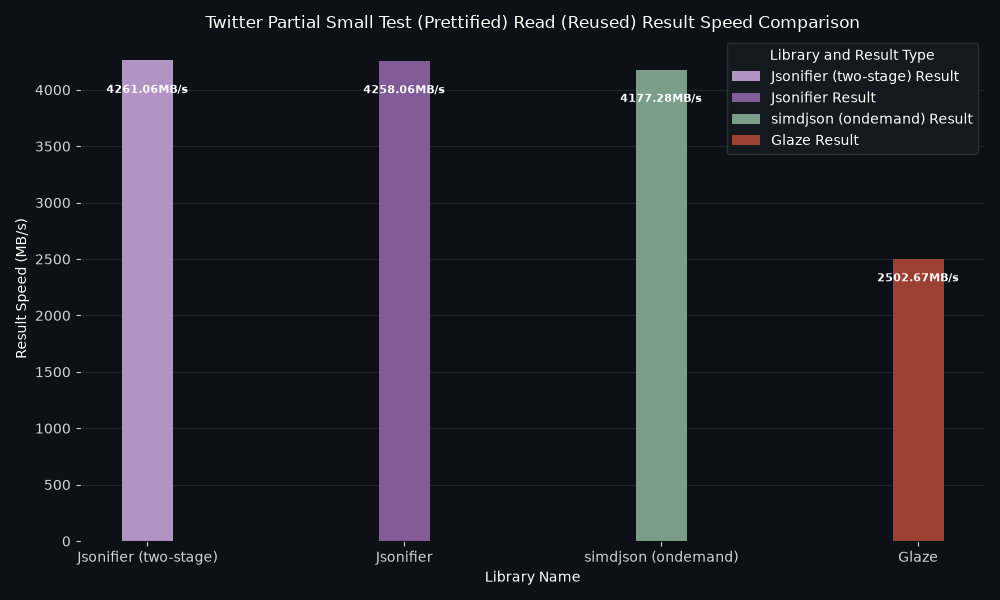 Twitter Partial Small Test (Prettified) Read (Reused) Result Speed Comparison
Library and Result Type
Jsonifier (two-stage) Result
Jsonifier Result
simdjson (ondemand) Result
Glaze Result
4261.06MB/s
4258.06MB/s
4177.28MB/s
2502.67MB/s
Result Speed (MB/s)
4000
3500
3000
2500
2000
1500
1000
500
0
Jsonifier (two-stage)
Jsonifier
simdjson (ondemand)
Glaze
Library Name